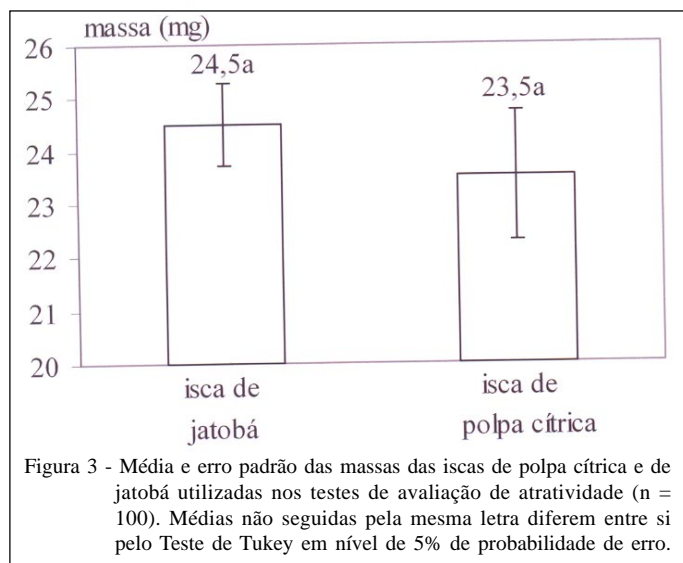 massa (mg)
26
25
24
23
22
21
20
24,5a
23,5a
isca de
jatobá
isca de
polpa cítrica
Figura 3 - Média e erro padrão das massas das iscas de polpa cítrica e de
jatobá utilizadas nos testes de avaliação de atratividade (n =
100). Médias não seguidas pela mesma letra diferem entre si
pelo Teste de Tukey em nível de 5% de probabilidade de erro.